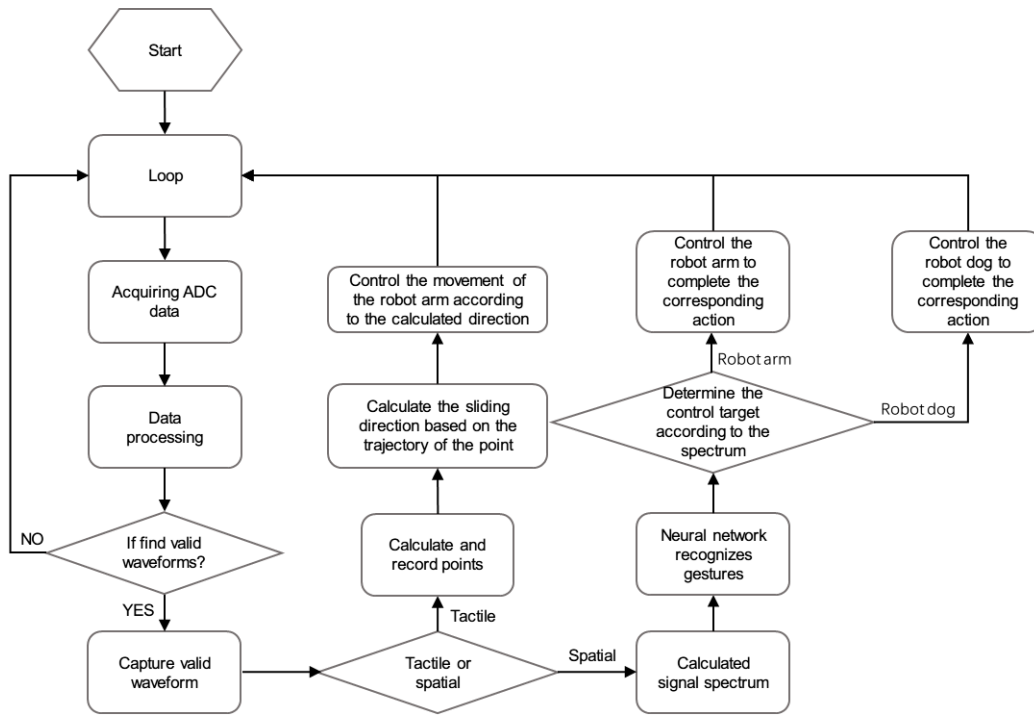 Start
Loop
Acquiring ADC
data
Data
processing
NO
If find valid
waveforms?
YES
Capture valid
waveform
Tactile or
spatial
Tactile
Calculate and
record points
Calculate the sliding
direction based on the
trajectory of the point
Control the movement of
the robot arm according
to the calculated direction
Spatial
Calculated
signal spectrum
Neural network
recognizes
gestures
Determine the
control target
according to the
spectrum
Robot arm
Control the
robot arm to
complete the
corresponding
action
Robot dog
Control the
robot dog to
complete the
corresponding
action